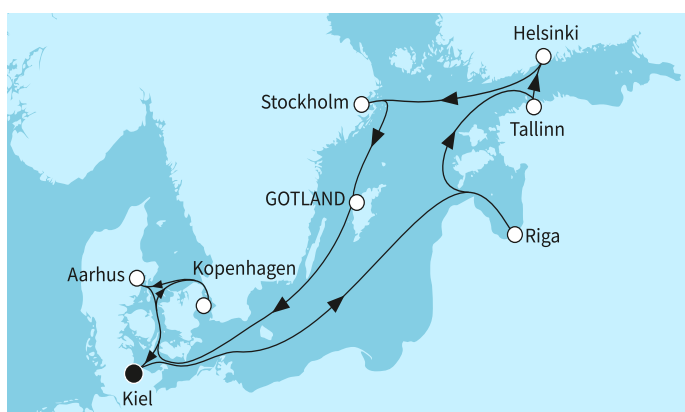 Helsinki
Stockholm
Tallinn
GOTLAND
Riga
Kopenhagen
Aarhus
Kiel